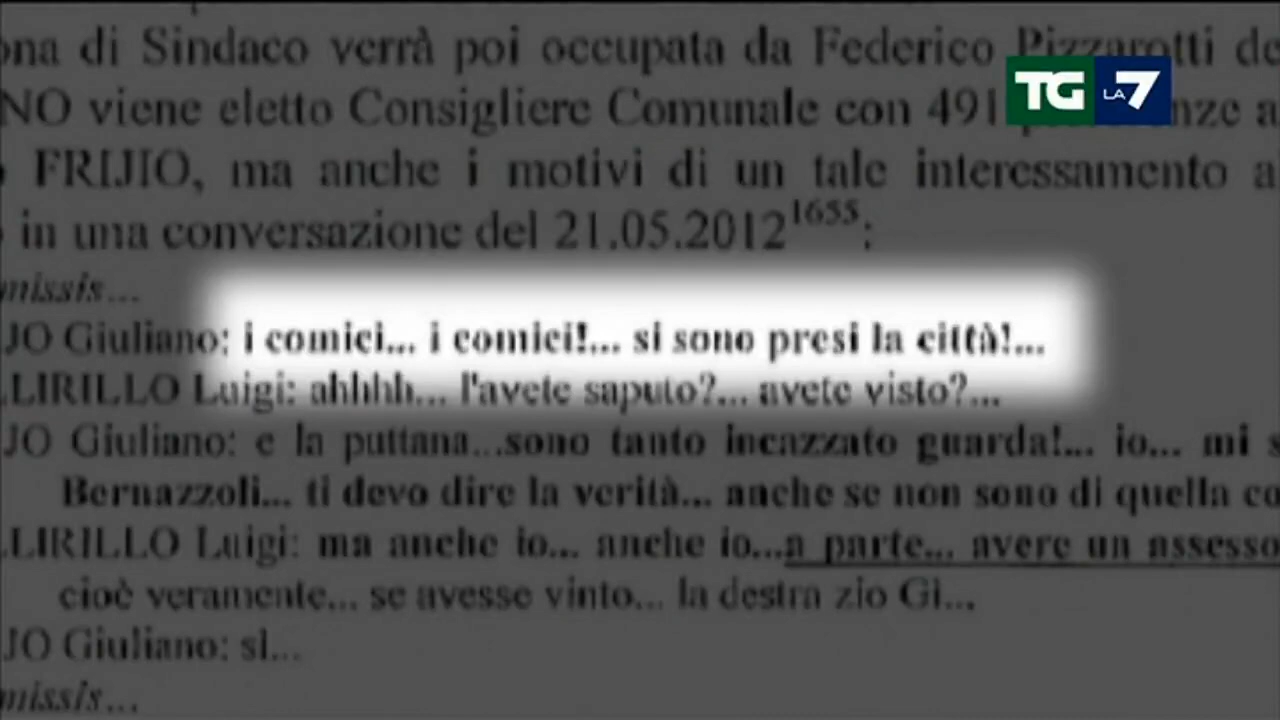 ona di Sindaco verrà poi occupata da Federico Pizzarotti de
TG LA7
NO viene eletto Consigliere Comunale con 491 preferenze a
FRIJIO, ma anche i motivi di un tale interessamento a
in una conversazione del 21.05.2012 1655:
missis...
JO Giuliano: i comici... i comici!... si sono presi la città!...
LLIRILLO Luigi: ahhhh... l'avete saputo?... avete visto?...
JO Giuliano: e la puttana...sono tanto incazzato guarda!... io... mi s
Bernazzoli... ti devo dire la verità... anche se non sono di quella co
LLIRILLO Luigi: ma anche io... anche io...a parte... avere un assesso
cioè veramente... se avesse vinto... la destra zio Gi...
JO Giuliano: sì...
missis...